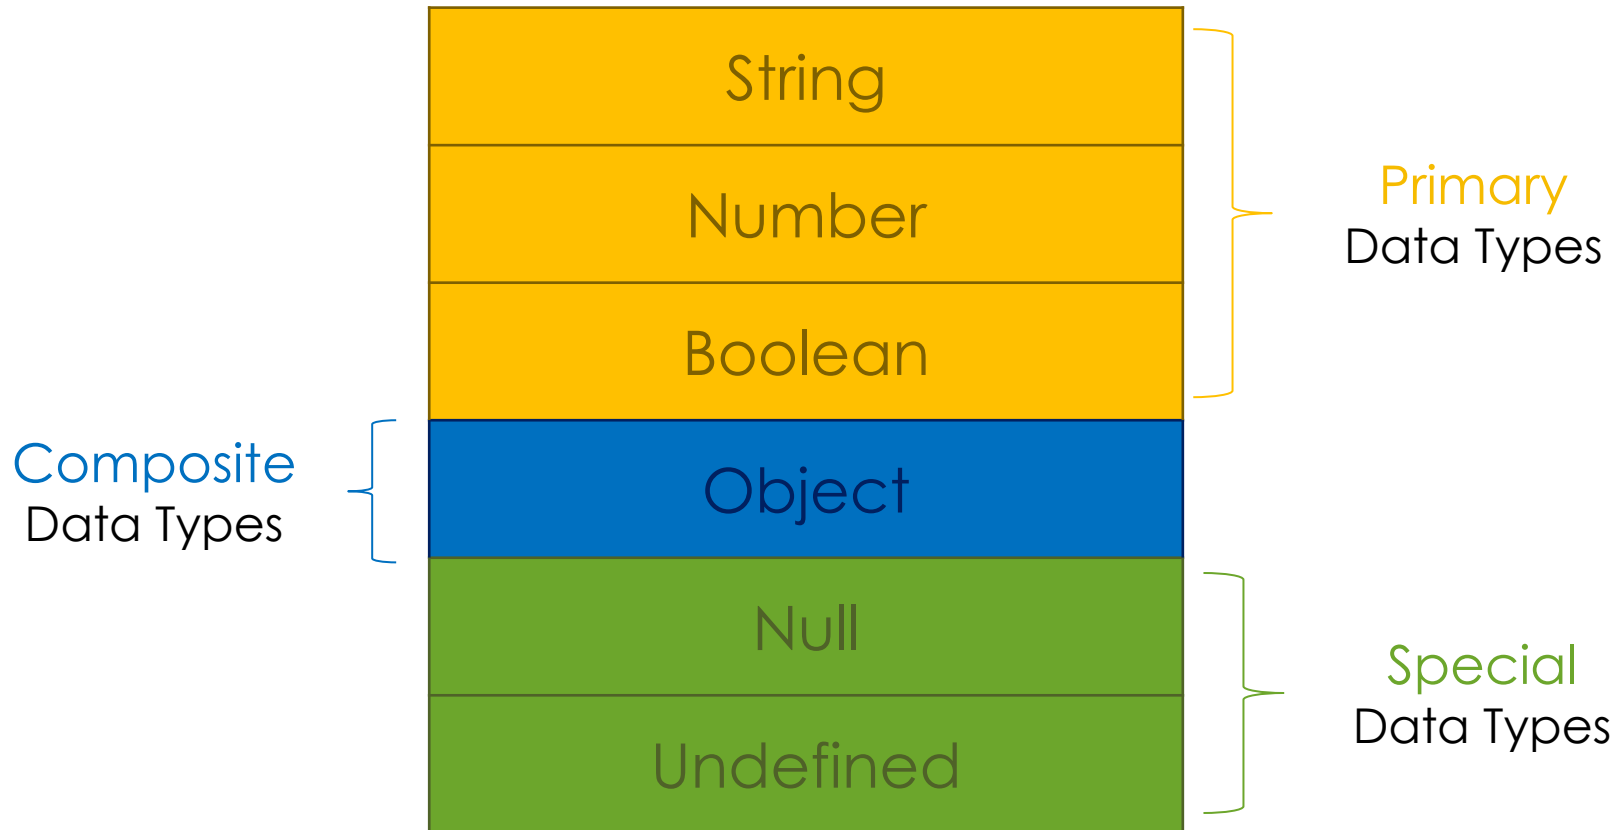 String
Number
Boolean
Primary
Data Types
Composite
Data Types
Object
Null
Undefined
Special
Data Types